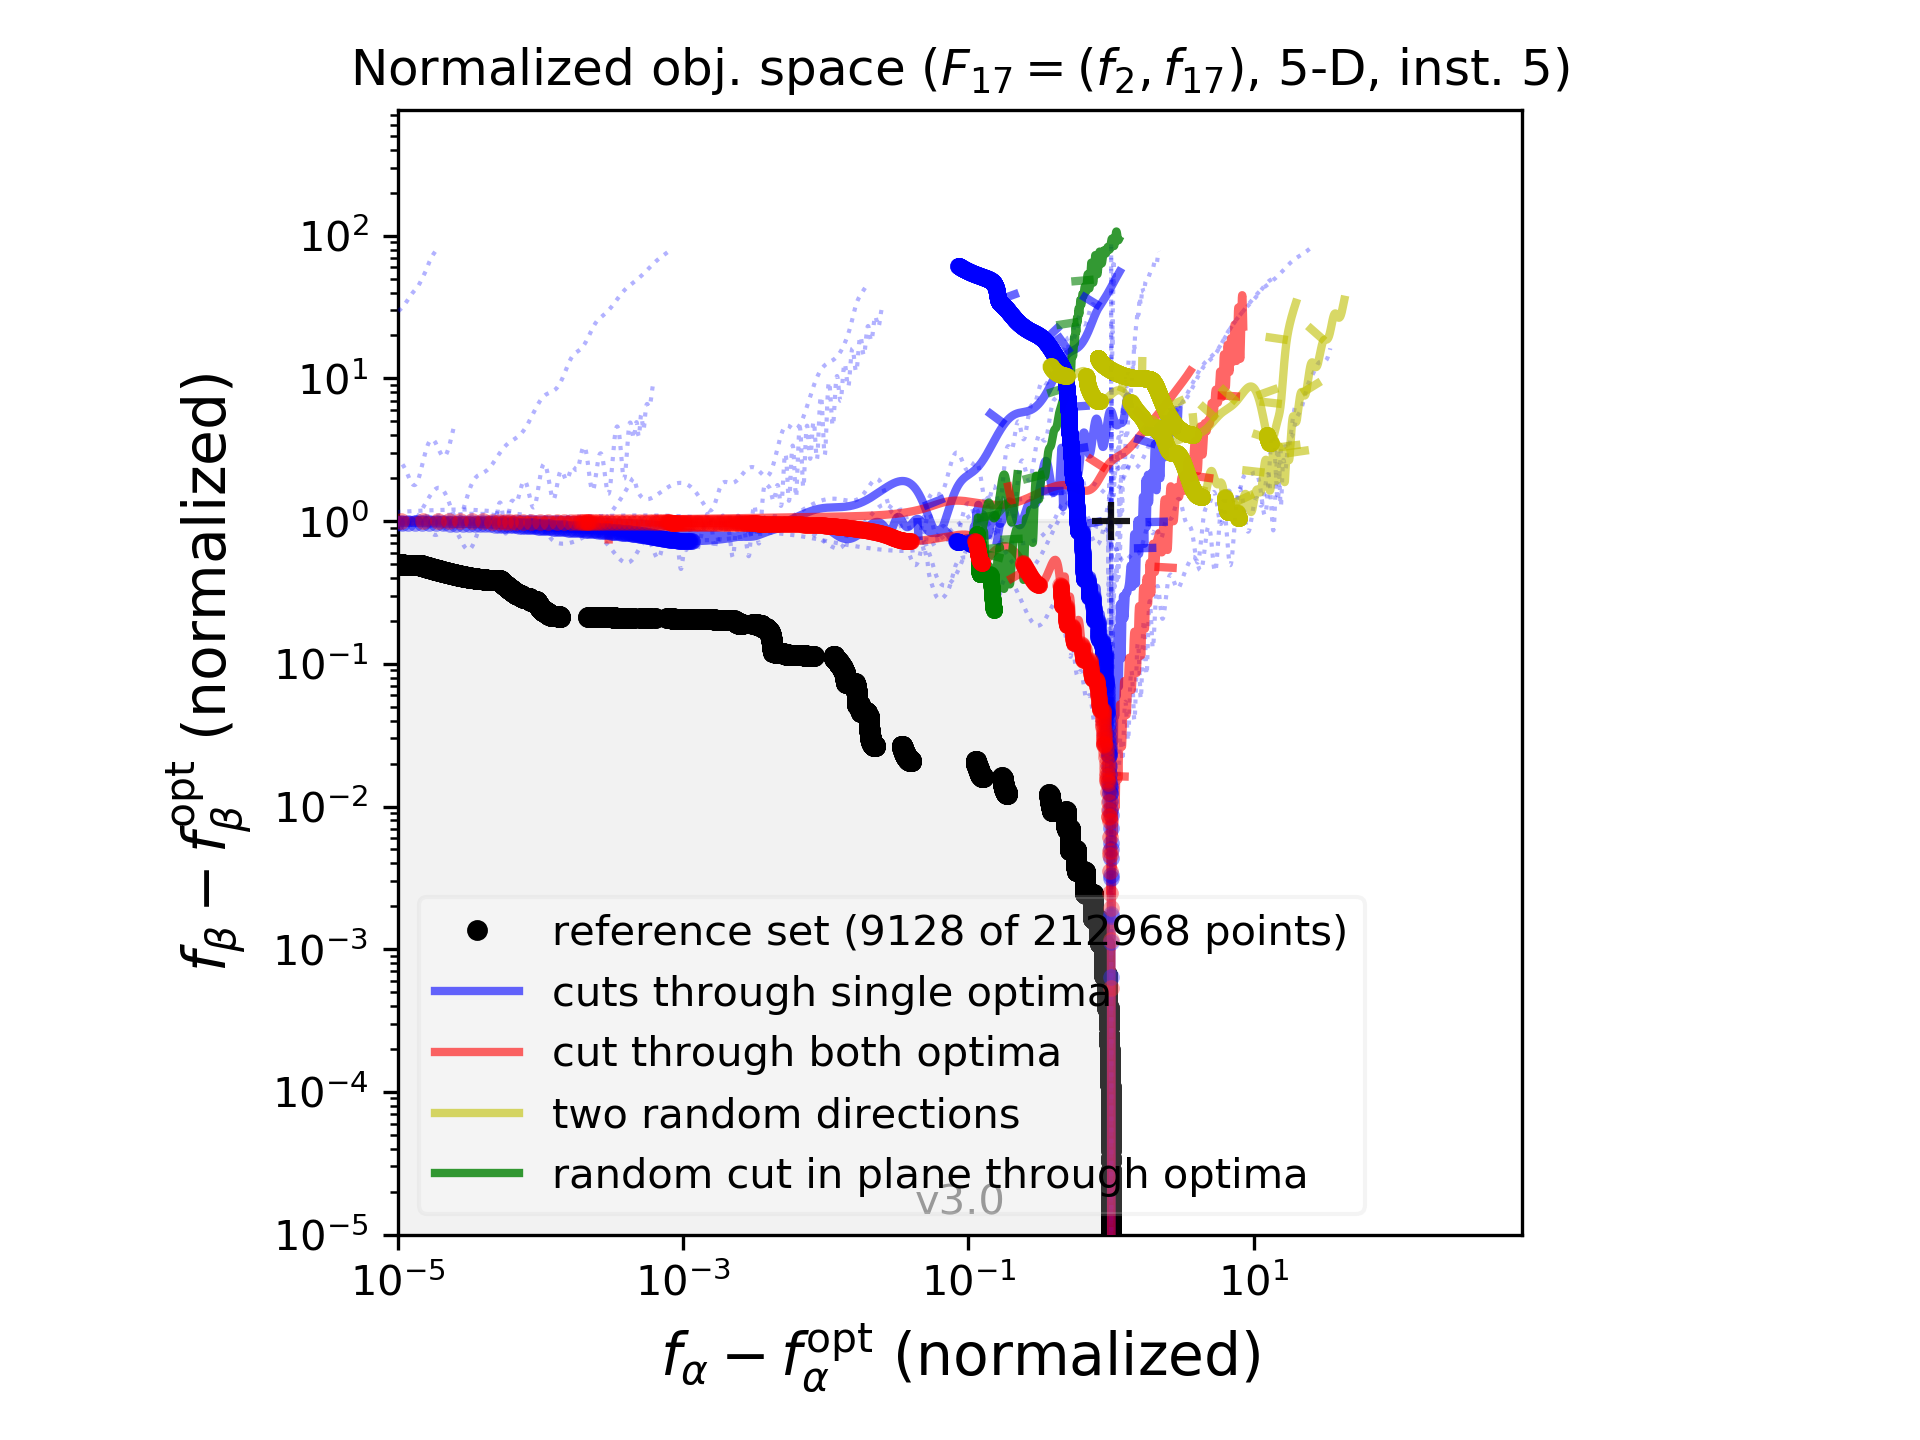 Normalized obj. space (F₁₇ = (f₂, f₁₇), 5-D, inst. 5)
f_β − f_β^opt (normalized)
10²
10¹
10⁰
10⁻¹
10⁻²
10⁻³
10⁻⁴
10⁻⁵
reference set (9128 of 212968 points)
cuts through single optima
cut through both optima
two random directions
random cut in plane through optima
v3.0
10⁻⁵ 10⁻³ 10⁻¹ 10¹
f_α − f_α^opt (normalized)